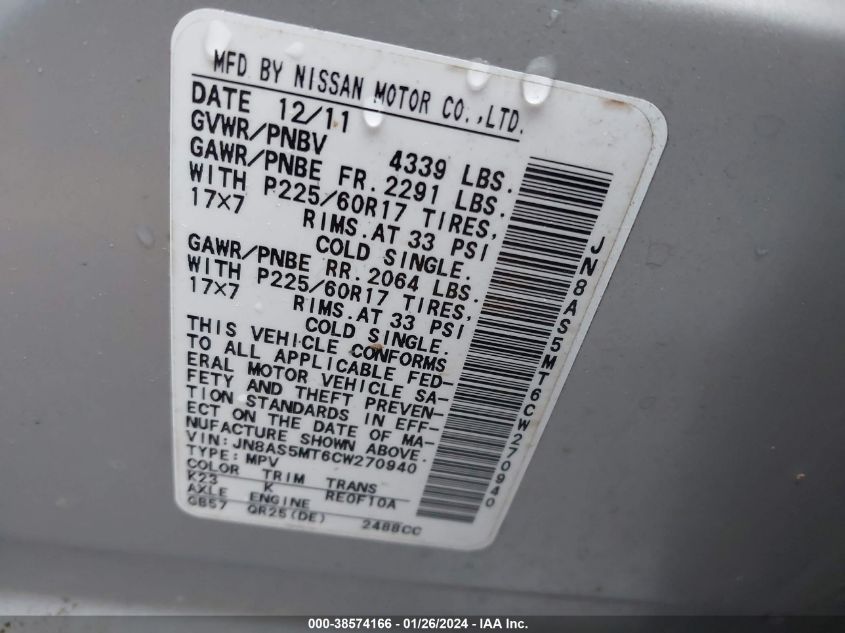 MFD BY NISSAN MOTOR CO.,LTD.
DATE 12/11
GVWR/PNBV 4339 LBS.
GAWR/PNBE FR. 2291 LBS.
WITH P225/60R17 TIRES,
17×7 RIMS.AT 33 PSI
COLD SINGLE.
GAWR/PNBE RR. 2064 LBS.
WITH P225/60R17 TIRES,
17×7 RIMS.AT 33 PSI
COLD SINGLE.
THIS VEHICLE CONFORMS
TO ALL APPLICABLE FED-
ERAL MOTOR VEHICLE SA-
FETY AND THEFT PREVEN-
TION STANDARDS IN EFF-
ECT ON THE DATE OF MA-
NUFACTURE SHOWN ABOVE.
VIN: JN8AS5MT6CW270940
TYPE: MPV
COLOR TRIM TRANS
K23 K RE0F10A
AXLE ENGINE
GB57 QR25(DE) 2488CC
JN8AS5MT6CW270940
000-38574166 — 01/26/2024 — IAA Inc.